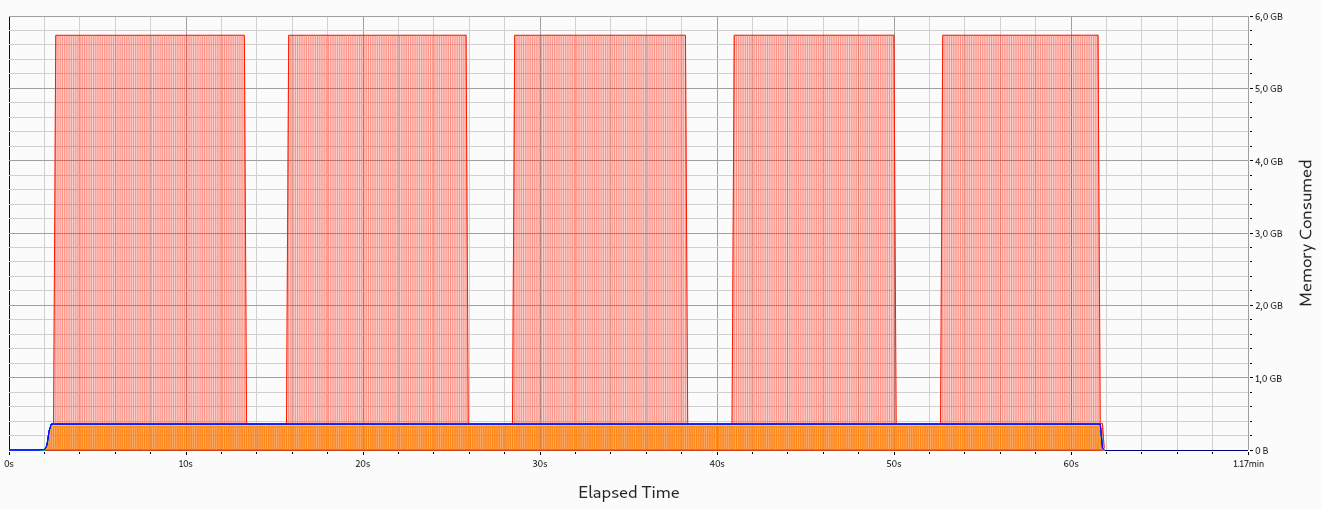 6,0 GB
5,0 GB
4,0 GB
3,0 GB
2,0 GB
1,0 GB
0 B
Memory Consumed
0s
10s
20s
30s
40s
50s
60s
1.17min
Elapsed Time